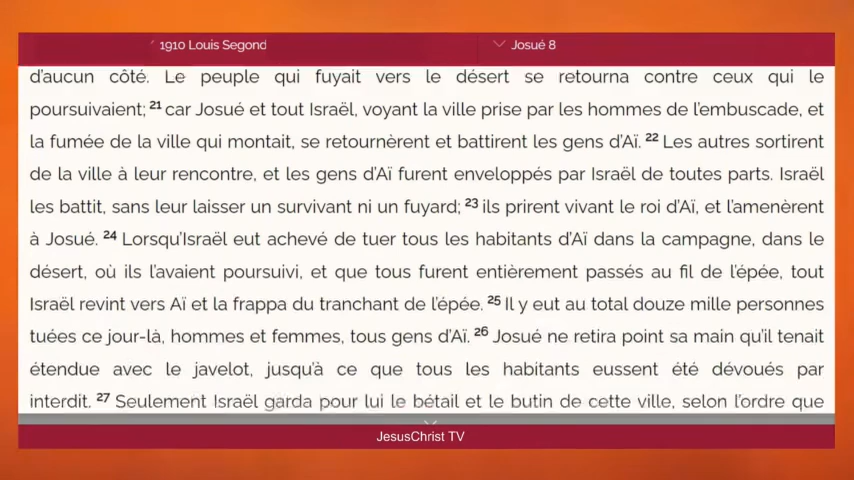 1910 Louis Segond
Josué 8
d'aucun côté. Le peuple qui fuyait vers le désert se retourna contre ceux qui le
poursuivaient; 21 car Josué et tout Israël, voyant la ville prise par les hommes de l'embuscade, et
la fumée de la ville qui montait, se retournèrent et battirent les gens d'Aï. 22 Les autres sortirent
de la ville à leur rencontre, et les gens d'Aï furent enveloppés par Israël de toutes parts. Israël
les battit, sans leur laisser un survivant ni un fuyard; 23 ils prirent vivant le roi d'Aï, et l'amenèrent
à Josué. 24 Lorsqu'Israël eut achevé de tuer tous les habitants d'Aï dans la campagne, dans le
désert, où ils l'avaient poursuivi, et que tous furent entièrement passés au fil de l'épée, tout
Israël revint vers Aï et la frappa du tranchant de l'épée. 25 Il y eut au total douze mille personnes
tuées ce jour-là, hommes et femmes, tous gens d'Aï. 26 Josué ne retira point sa main qu'il tenait
étendue avec le javelot, jusqu'à ce que tous les habitants eussent été dévoués par
interdit. 27 Seulement Israël garda pour lui le bétail et le butin de cette ville, selon l'ordre que
JesusChrist TV